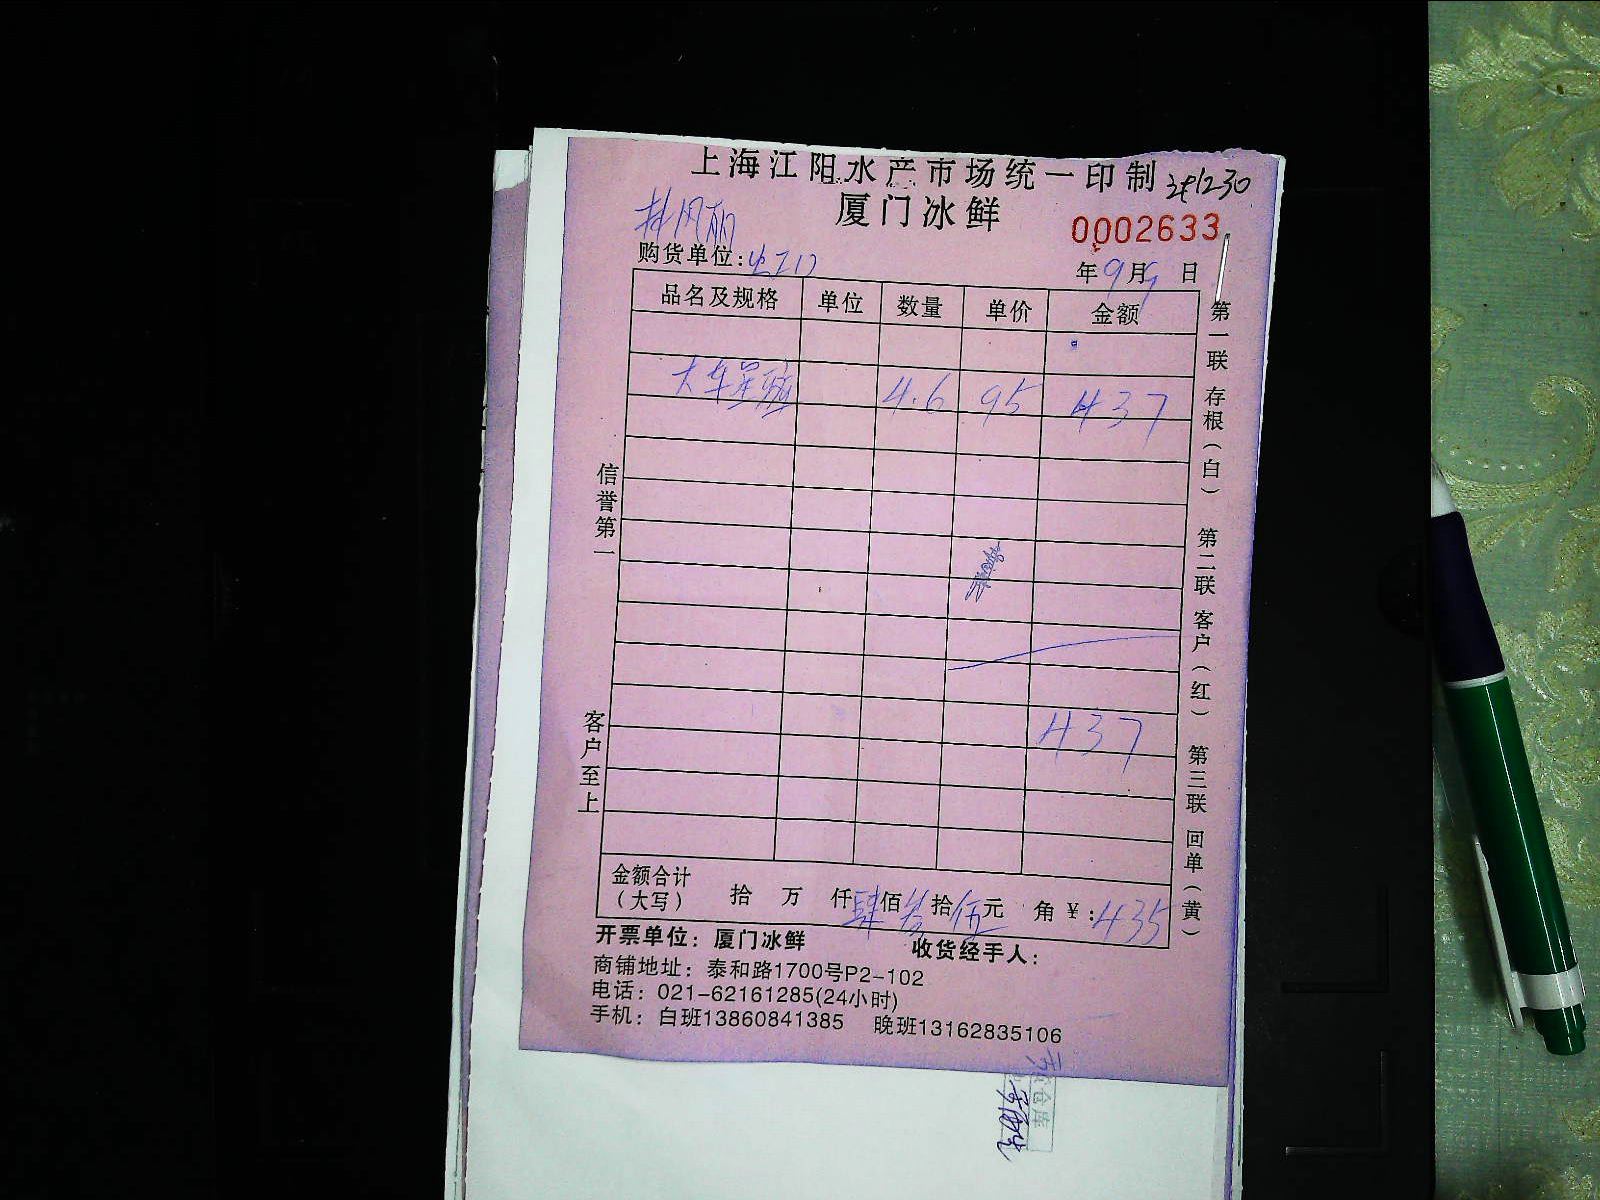 上海江阳水产市场统一印制
厦门冰鲜
0002633
购货单位:
年9月9日
品名及规格 单位 数量 单价 金额
大车星斑 4.6 95 437
437
金额合计(大写) 拾 万 仟肆佰叁拾伍元 角 ¥:435
开票单位: 厦门冰鲜 收货经手人:
商铺地址: 泰和路1700号P2-102
电话: 021-62161285(24小时)
手机: 白班13860841385 晚班13162835106
信誉第一
客户至上
第一联 存根(白) 第二联 客户(红) 第三联 回单(黄)